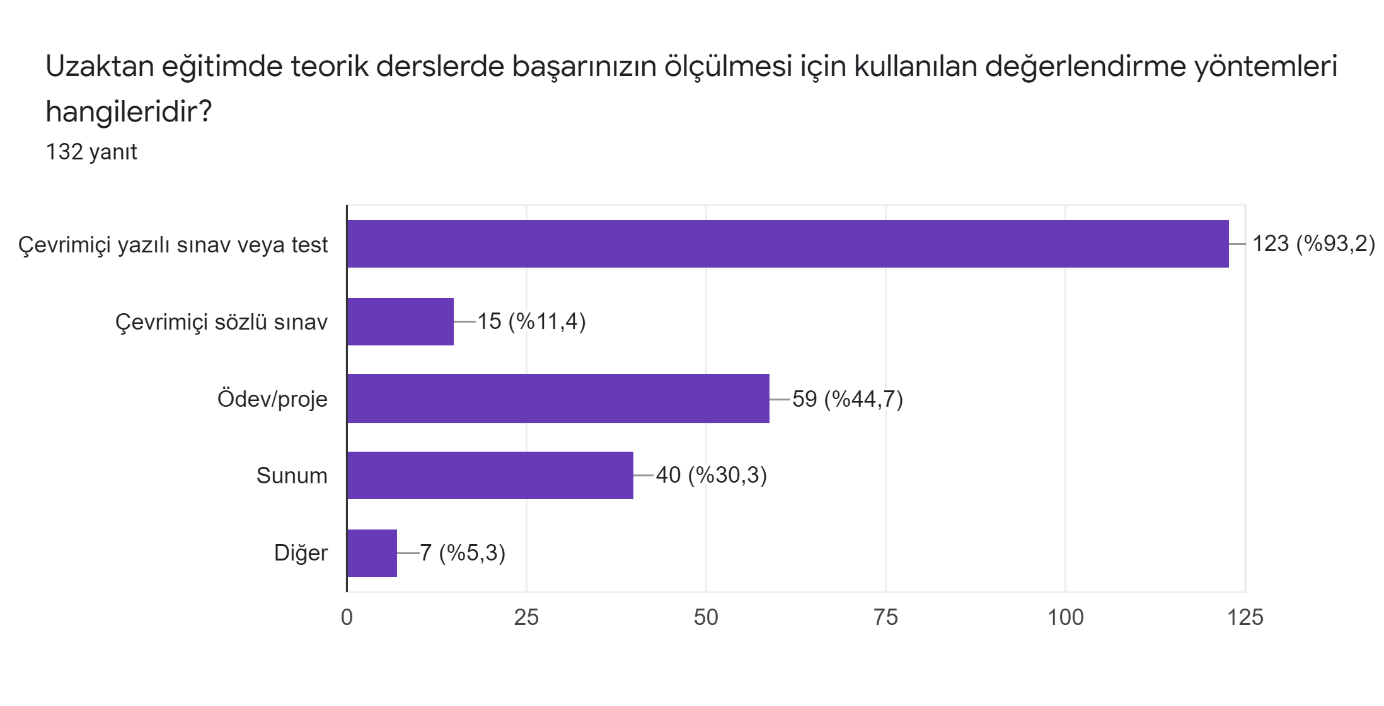 Uzaktan eğitimde teorik derslerde başarınızın ölçülmesi için kullanılan değerlendirme yöntemleri
hangileridir?
132 yanıt
Çevrimiçi yazılı sınav veya test
123 (%93,2)
Çevrimiçi sözlü sınav
15 (%11,4)
Ödev/proje
59 (%44,7)
Sunum
40 (%30,3)
Diğer
7 (%5,3)
0 25 50 75 100 125